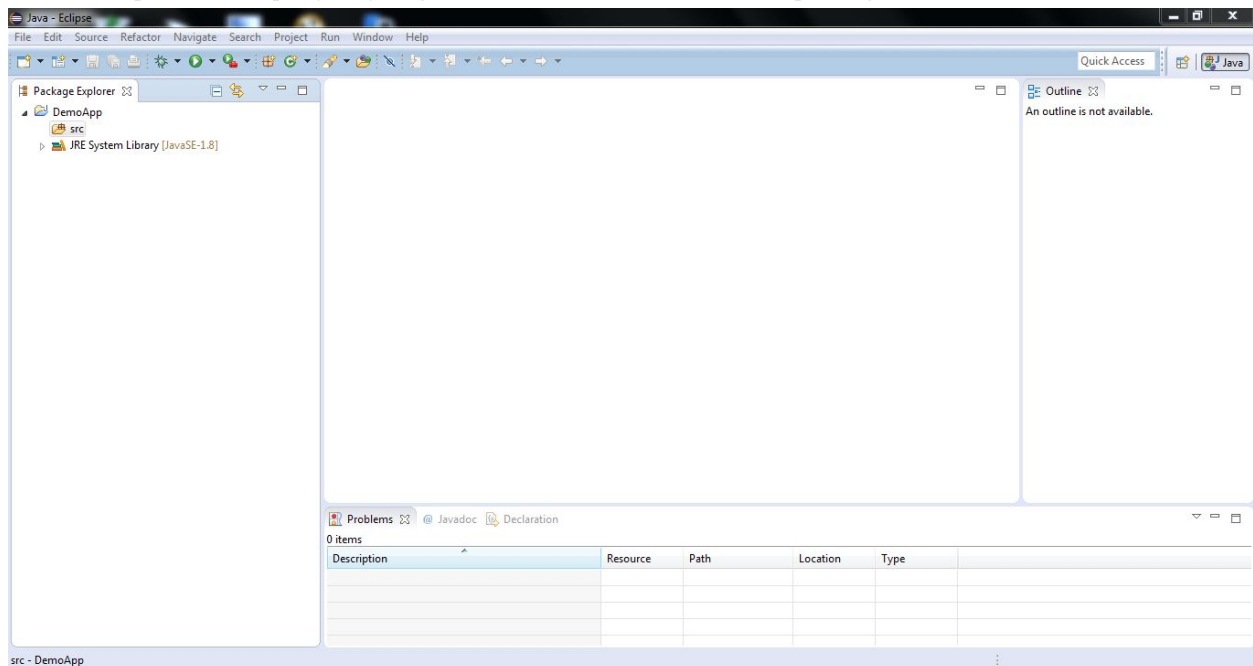 Java - Eclipse
File Edit Source Refactor Navigate Search Project Run Window Help
Quick Access
Java
Package Explorer
DemoApp
src
JRE System Library [JavaSE-1.8]
Outline
An outline is not available.
Problems @ Javadoc Declaration
0 items
Description Resource Path Location Type
src - DemoApp